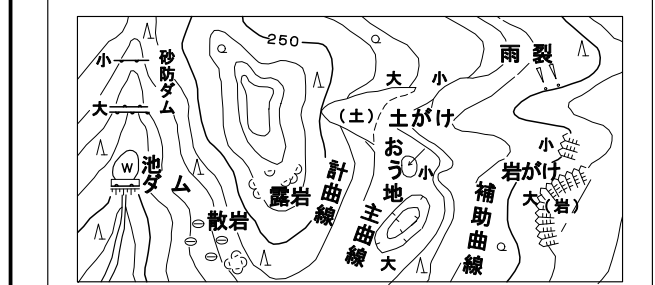 250
小
砂防ダム
大
W
池
ダム
散岩
露岩
計曲線
主曲線
大 小
(土) 土がけ
おう地
小
大
補助曲線
雨裂
小
岩がけ
大(岩)